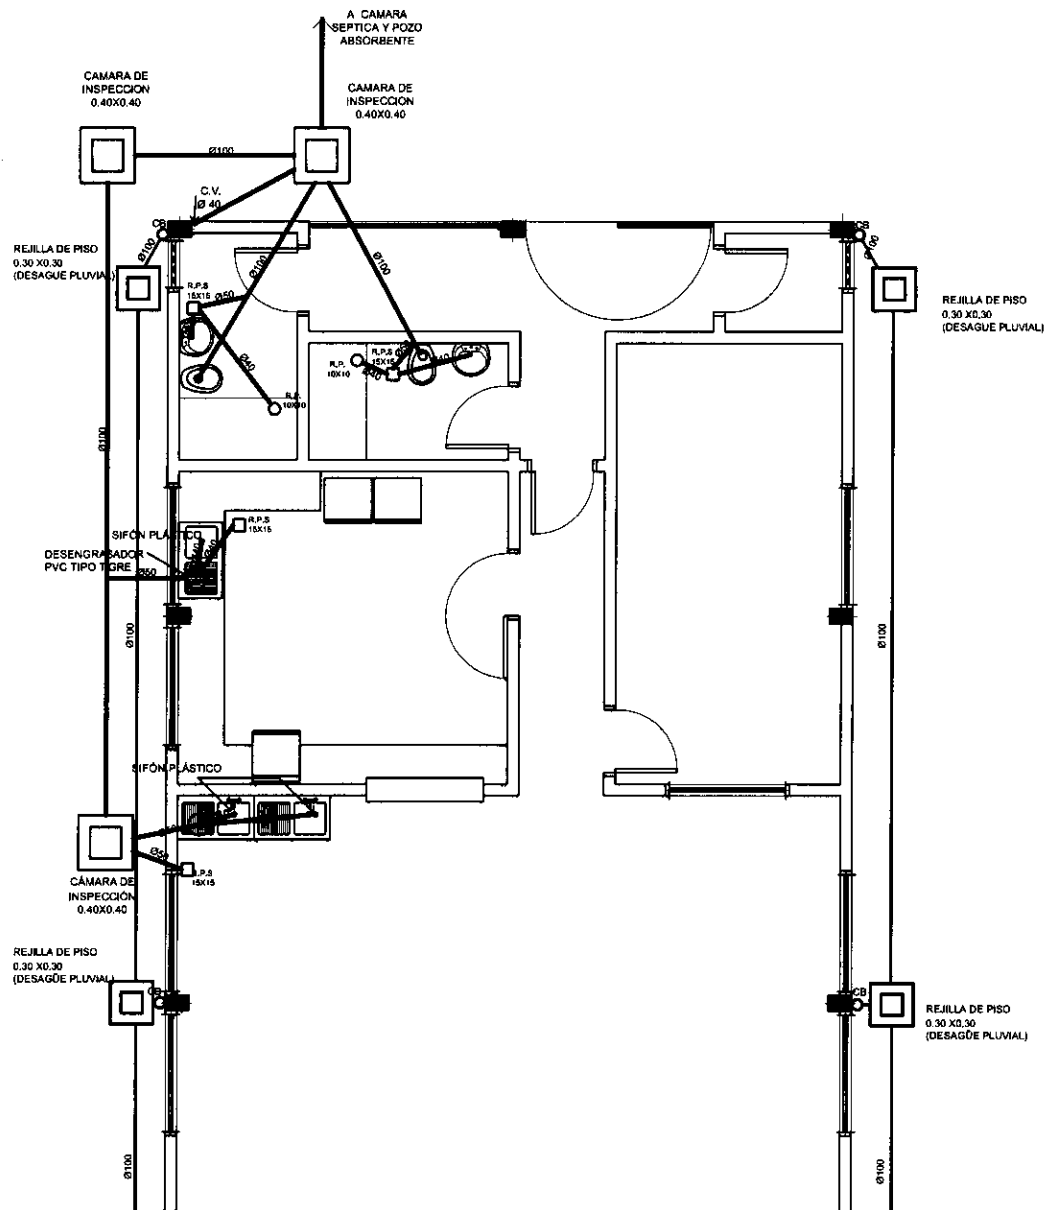 A CAMARA
SEPTICA Y POZO
ABSORBENTE
CAMARA DE
INSPECCION
0.40X0.40
CAMARA DE
INSPECCION
0.40X0.40
Ø100
C.V.
Ø 40
CB
CB
REJILLA DE PISO
0.30 X0.30
(DESAGUE PLUVIAL)
Ø100
Ø100
Ø100
Ø100
R.P.S
15X15
Ø50
REJILLA DE PISO
0.30 X0.30
(DESAGUE PLUVIAL)
Ø40
R.P.
10X10
R.P.
10X10
Ø40
R.P.S
15X15
Ø40
Ø100
R.P.S
15X15
SIFÓN PLÁSTICO
Ø40
DESENGRASADOR
PVC TIPO TIGRE
Ø50
Ø100
Ø100
SIFÓN PLÁSTICO
Ø50
R.P.S
15X15
CÁMARA DE
INSPECCIÓN
0.40X0.40
REJILLA DE PISO
0.30 X0.30
(DESAGÜE PLUVIAL)
CB
CB
REJILLA DE PISO
0.30 X0.30
(DESAGÜE PLUVIAL)
Ø100
Ø100